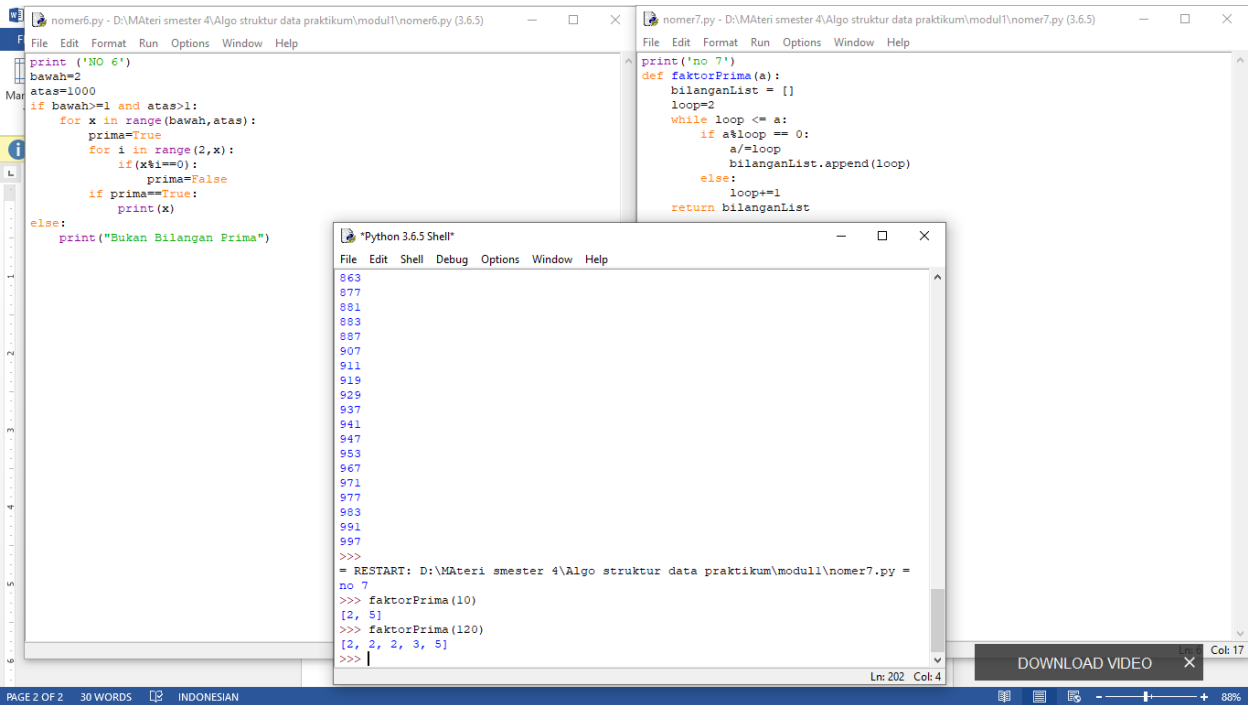 nomer6.py - D:\MAteri smester 4\Algo struktur data praktikum\modul1\nomer6.py (3.6.5)
File Edit Format Run Options Window Help
print ('NO 6')
bawah=2
atas=1000
if bawah>=1 and atas>1:
    for x in range(bawah,atas):
        prima=True
        for i in range(2,x):
            if(x%i==0):
                prima=False
        if prima==True:
            print(x)
else:
    print("Bukan Bilangan Prima")
nomer7.py - D:\MAteri smester 4\Algo struktur data praktikum\modul1\nomer7.py (3.6.5)
File Edit Format Run Options Window Help
print('no 7')
def faktorPrima(a):
    bilanganList = []
    loop=2
    while loop <= a:
        if a%loop == 0:
            a/=loop
            bilanganList.append(loop)
        else:
            loop+=1
    return bilanganList
*Python 3.6.5 Shell*
File Edit Shell Debug Options Window Help
863
877
881
883
887
907
911
919
929
937
941
947
953
967
971
977
983
991
997
>>>
= RESTART: D:\MAteri smester 4\Algo struktur data praktikum\modul1\nomer7.py =
no 7
>>> faktorPrima(10)
[2, 5]
>>> faktorPrima(120)
[2, 2, 2, 3, 5]
>>>
Ln: 202 Col: 4
Ln: 6 Col: 17
DOWNLOAD VIDEO
PAGE 2 OF 2 30 WORDS INDONESIAN
88%